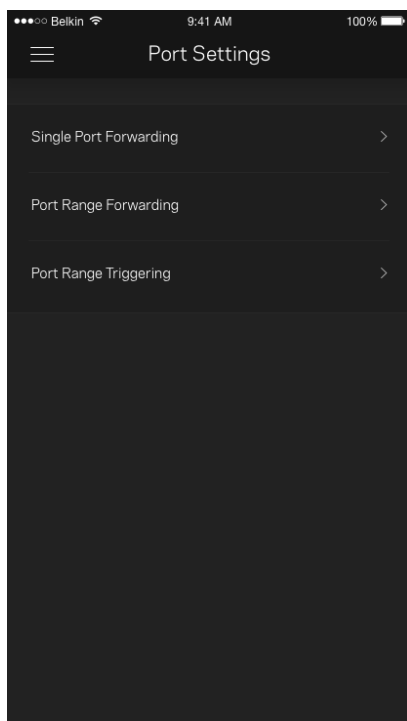 Belkin 9:41 AM 100%
Port Settings
Single Port Forwarding
Port Range Forwarding
Port Range Triggering